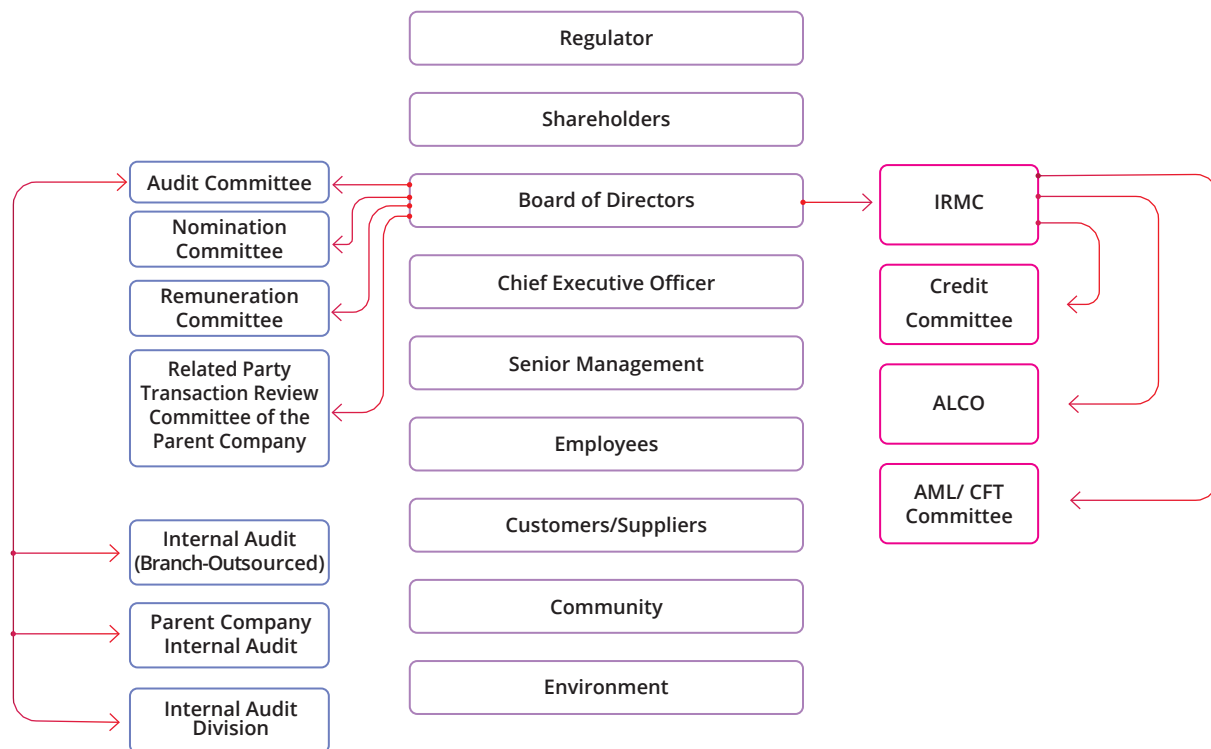 Regulator
Shareholders
Audit Committee
Board of Directors
IRMC
Nomination
Committee
Chief Executive Officer
Credit
Committee
Remuneration
Committee
Senior Management
Related Party
Transaction Review
Committee of the
Parent Company
ALCO
Employees
AML/ CFT
Committee
Customers/Suppliers
Internal Audit
(Branch-Outsourced)
Community
Parent Company
Internal Audit
Environment
Internal Audit
Division